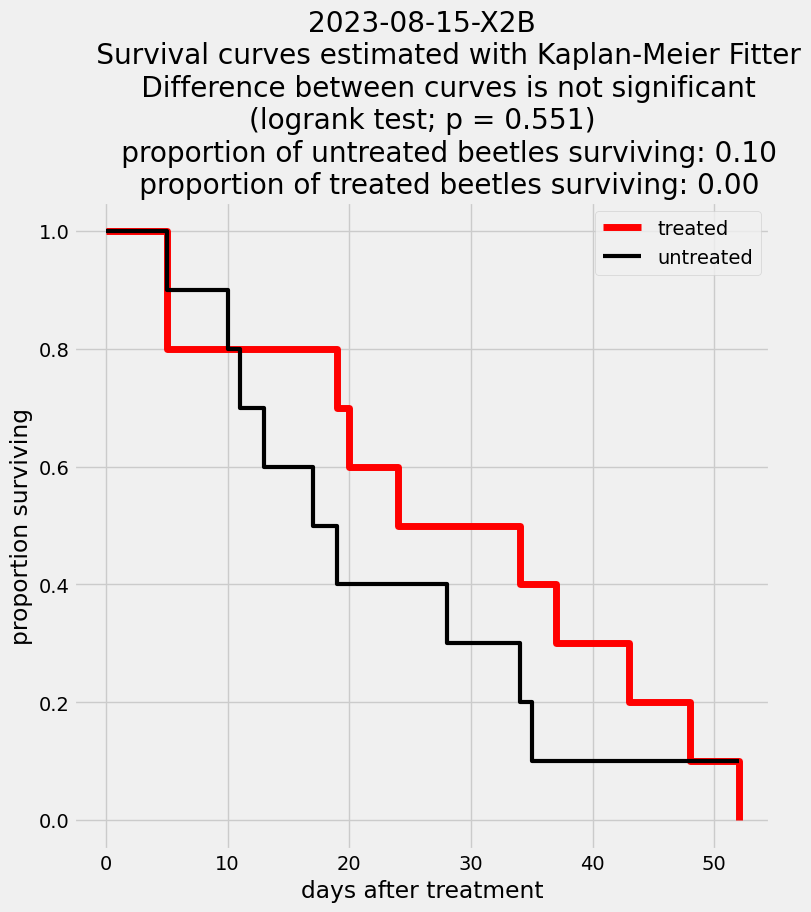 2023-08-15-X2B
Survival curves estimated with Kaplan-Meier Fitter
Difference between curves is not significant
(logrank test; p = 0.551)
proportion of untreated beetles surviving: 0.10
proportion of treated beetles surviving: 0.00
treated
untreated
1.0
0.8
0.6
0.4
0.2
0.0
proportion surviving
0 10 20 30 40 50
days after treatment